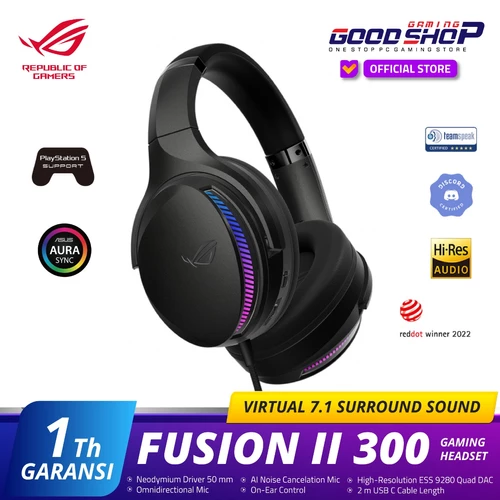 REPUBLIC OF
GAMERS
GAMING
GOODSHOP
ONE STOP PC GAMING STORE
OFFICIAL STORE
PlayStation 5
SUPPORT
teamspeak
CERTIFIED ★★★★★
DISCORD
CERTIFIED
ASUS
AURA
SYNC
Hi-Res
AUDIO
reddot winner 2022
VIRTUAL 7.1 SURROUND SOUND
1Th
GARANSI
FUSION II 300
GAMING
HEADSET
• Neodymium Driver 50 mm
• Omnidirectional Mic
• AI Noise Cancelation Mic
• On-Ear Control
• High-Resolution ESS 9280 Quad DAC
• 2 m USB C Cable Length